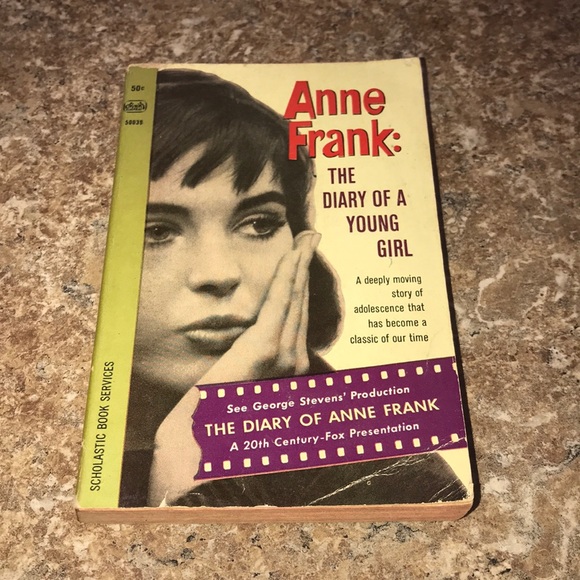 50¢
50035
Anne
Frank:
THE
DIARY OF A
YOUNG
GIRL
A deeply moving
story of
adolescence that
has become a
classic of our time
See George Stevens' Production
THE DIARY OF ANNE FRANK
A 20th Century-Fox Presentation
SCHOLASTIC BOOK SERVICES